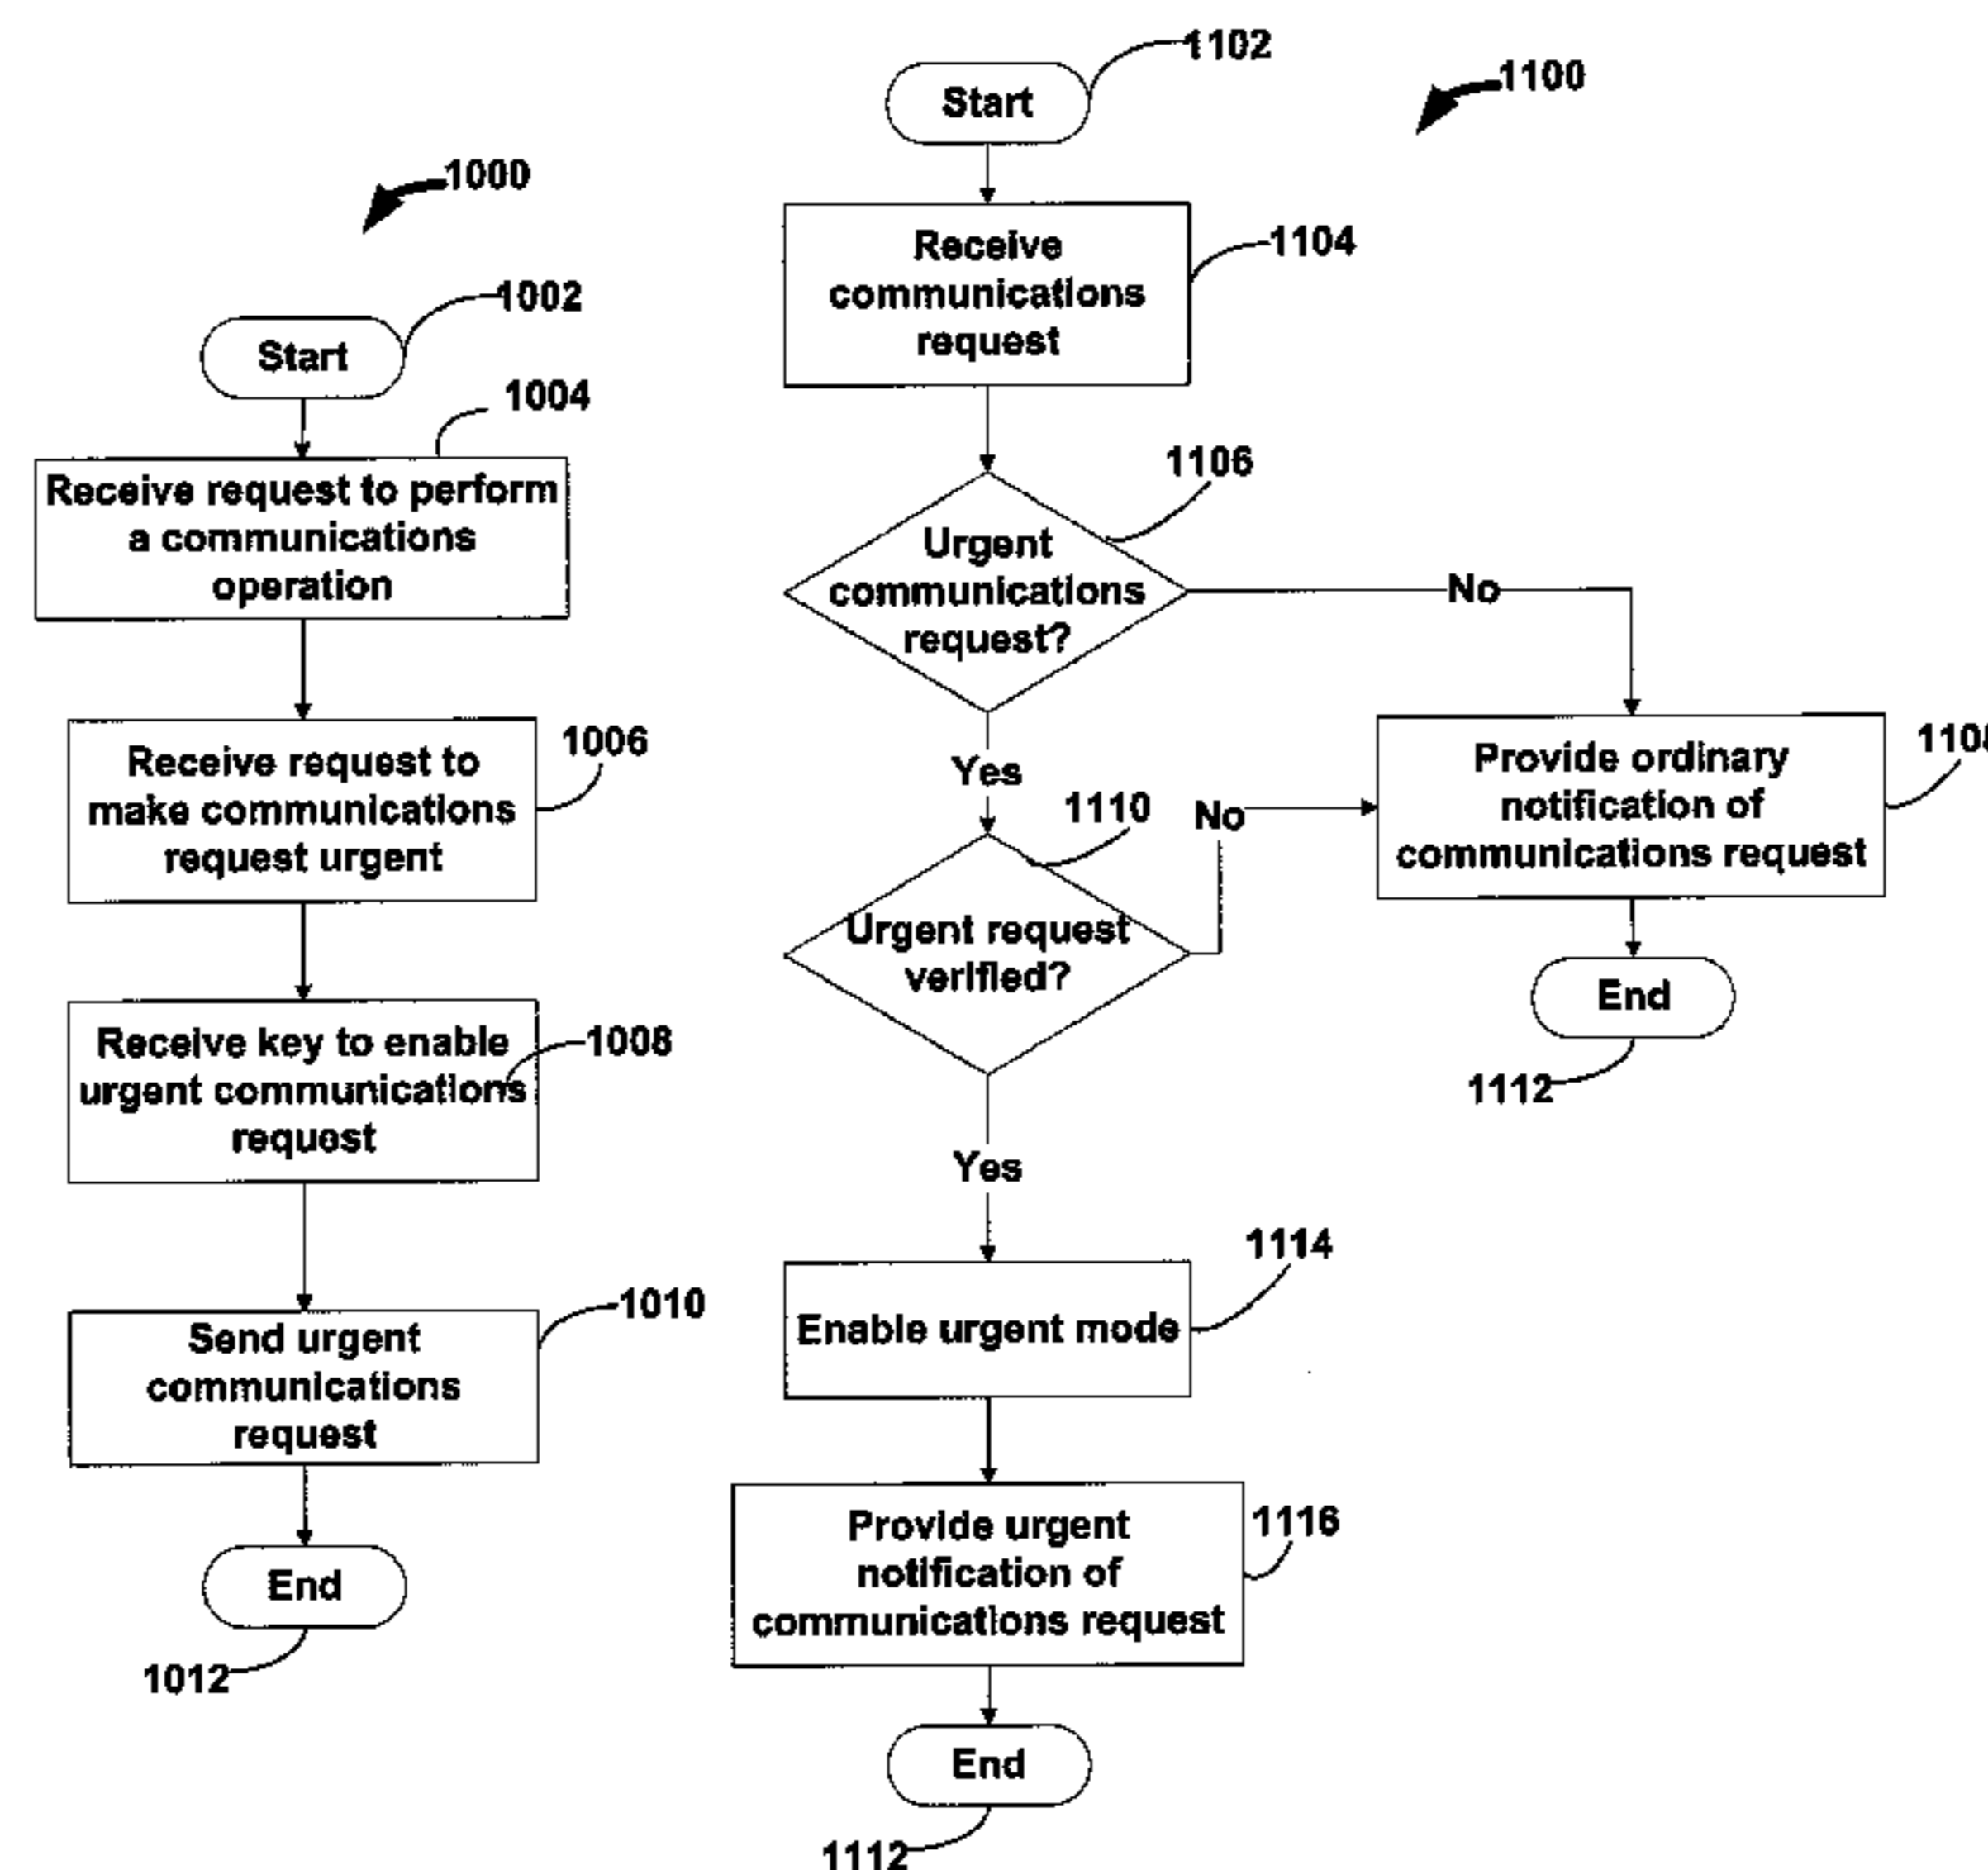 1000
1002
Start
1004
Receive request to perform
a communications
operation
1006
Receive request to
make communications
request urgent
1008
Receive key to enable
urgent communications
request
1010
Send urgent
communications
request
End
1012
1100
1102
Start
1104
Receive
communications
request
1106
Urgent
communications
request?
No
Yes
1108
Provide ordinary
notification of
communications request
End
1112
1110
Urgent request
verified?
No
Yes
1114
Enable urgent mode
1116
Provide urgent
notification of
communications request
End
1112